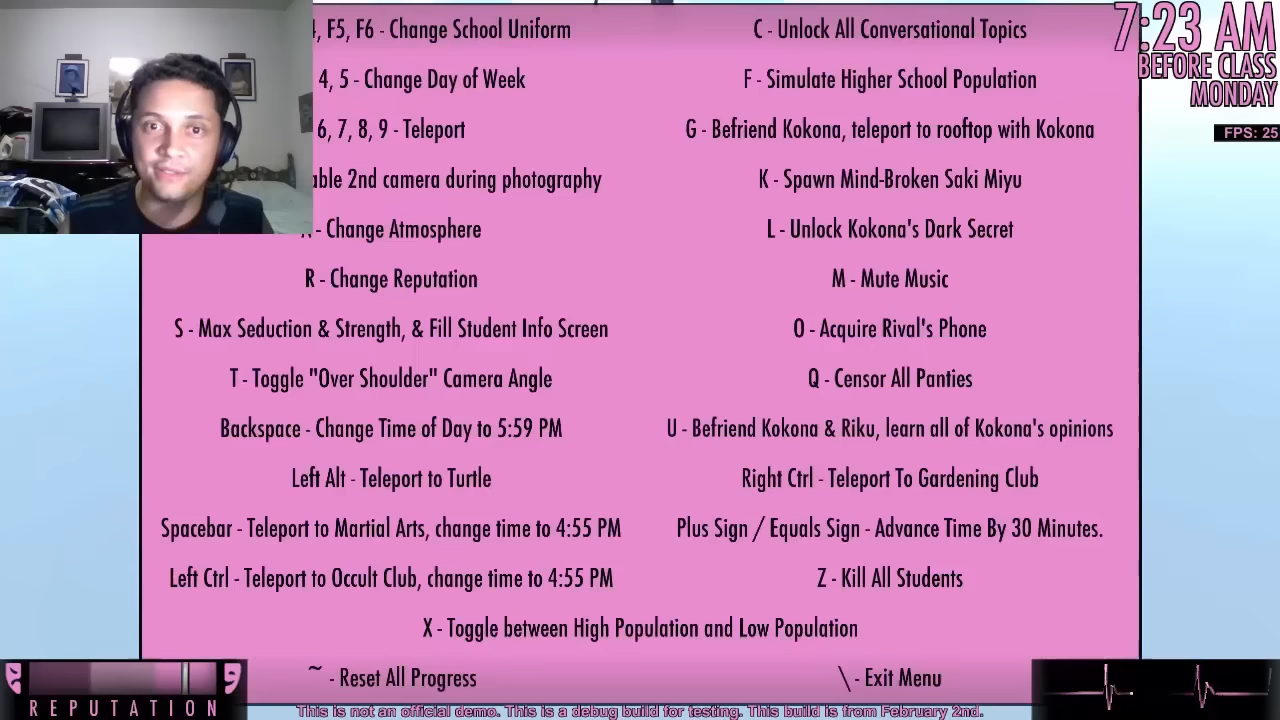 4, F5, F6 - Change School Uniform
C - Unlock All Conversational Topics
4, 5 - Change Day of Week
F - Simulate Higher School Population
6, 7, 8, 9 - Teleport
G - Befriend Kokona, teleport to rooftop with Kokona
able 2nd camera during photography
K - Spawn Mind-Broken Saki Miyu
A - Change Atmosphere
L - Unlock Kokona's Dark Secret
R - Change Reputation
M - Mute Music
S - Max Seduction & Strength, & Fill Student Info Screen
O - Acquire Rival's Phone
T - Toggle "Over Shoulder" Camera Angle
Q - Censor All Panties
Backspace - Change Time of Day to 5:59 PM
U - Befriend Kokona & Riku, learn all of Kokona's opinions
Left Alt - Teleport to Turtle
Right Ctrl - Teleport To Gardening Club
Spacebar - Teleport to Martial Arts, change time to 4:55 PM
Plus Sign / Equals Sign - Advance Time By 30 Minutes.
Left Ctrl - Teleport to Occult Club, change time to 4:55 PM
Z - Kill All Students
X - Toggle between High Population and Low Population
~ - Reset All Progress
\ - Exit Menu
7:23 AM
BEFORE CLASS
MONDAY
FPS: 25
REPUTATION
This is not an official demo. This is a debug build for testing. This build is from February 2nd.